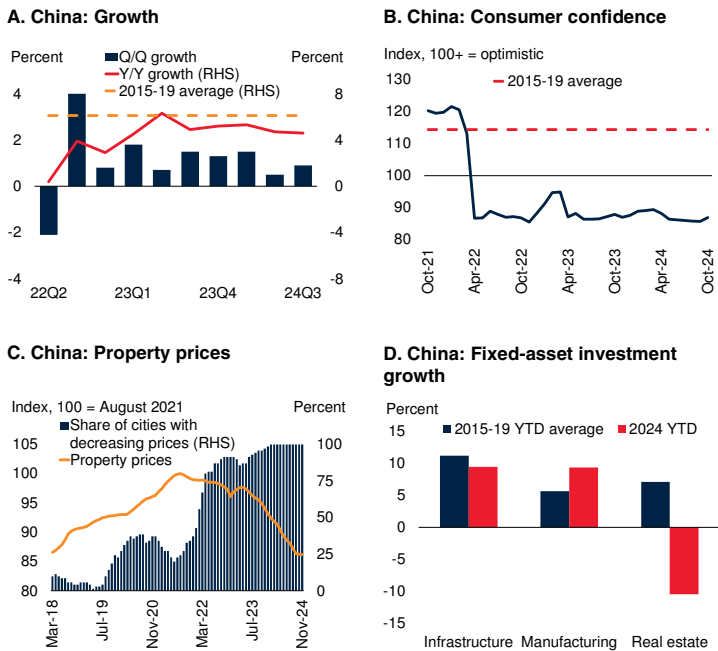 A. China: Growth
Percent
Percent
Q/Q growth
Y/Y growth (RHS)
2015-19 average (RHS)
4
2
0
-2
-4
8
4
0
-4
-8
22Q2
23Q1
23Q4
24Q3
B. China: Consumer confidence
Index, 100+ = optimistic
2015-19 average
130
120
110
100
90
80
Oct-21
Apr-22
Oct-22
Apr-23
Oct-23
Apr-24
Oct-24
C. China: Property prices
Index, 100 = August 2021
Percent
Share of cities with
decreasing prices (RHS)
Property prices
105
100
95
90
85
80
100
75
50
25
0
Mar-18
Jul-19
Nov-20
Mar-22
Jul-23
Nov-24
D. China: Fixed-asset investment
growth
Percent
2015-19 YTD average
2024 YTD
15
10
5
0
-5
-10
-15
Infrastructure
Manufacturing
Real estate